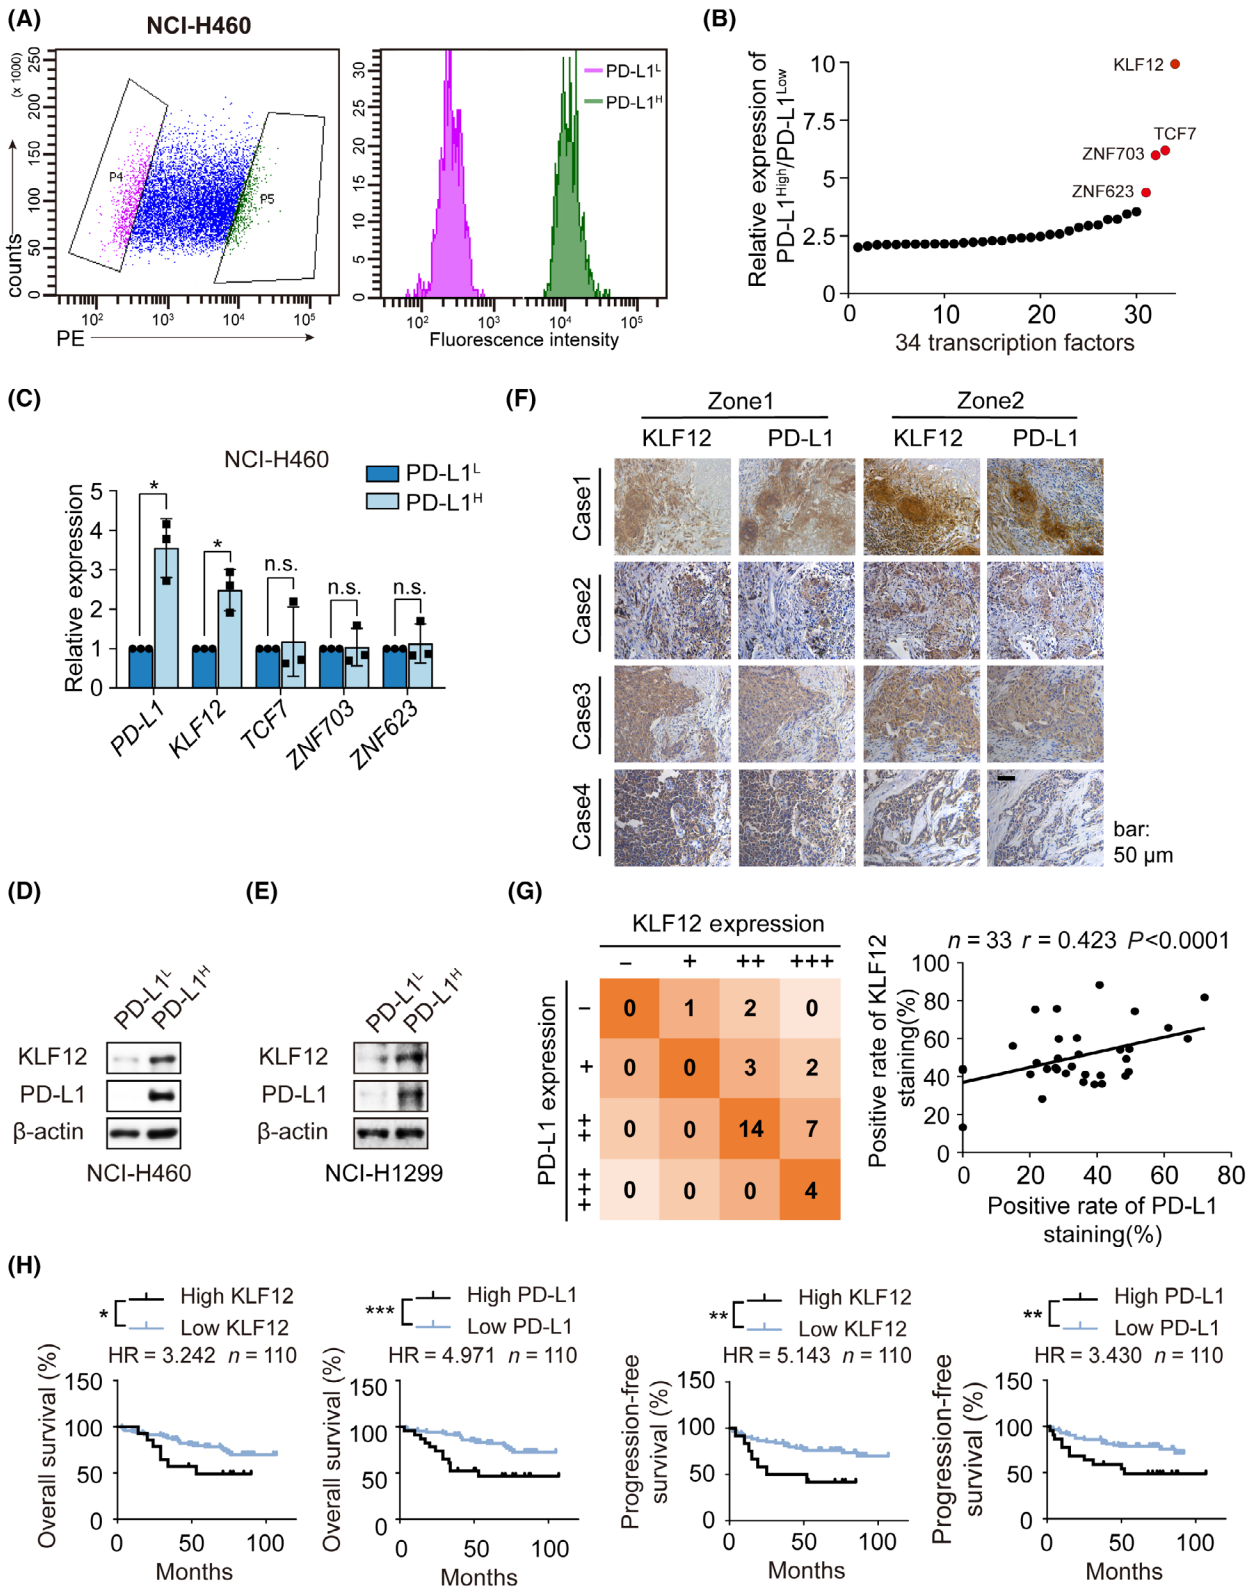 (A)
NCI-H460
(x 1000)
250
200
150
100
50
0
counts
P4
P5
10²
10³
10⁴
10⁵
PE
30
25
20
15
10
5
0
PD-L1ᴸ
PD-L1ᴴ
10²
10³
10⁴
10⁵
Fluorescence intensity
(B)
Relative expression of
PD-L1ᴴⁱᵍʰ/PD-L1ᴸᵒʷ
10
7.5
5
2.5
0
KLF12
TCF7
ZNF703
ZNF623
0
10
20
30
34 transcription factors
(C)
NCI-H460
PD-L1ᴸ
PD-L1ᴴ
Relative expression
5
4
3
2
1
0
*
*
n.s.
n.s.
n.s.
PD-L1
KLF12
TCF7
ZNF703
ZNF623
(F)
Zone1
Zone2
KLF12
PD-L1
KLF12
PD-L1
Case1
Case2
Case3
Case4
bar:
50 µm
(D)
PD-L1ᴸ
PD-L1ᴴ
KLF12
PD-L1
β-actin
NCI-H460
(E)
PD-L1ᴸ
PD-L1ᴴ
KLF12
PD-L1
β-actin
NCI-H1299
(G)
KLF12 expression
– + ++ +++
PD-L1 expression
– 0 1 2 0
+ 0 0 3 2
++ 0 0 14 7
+++ 0 0 0 4
n = 33 r = 0.423 P<0.0001
Positive rate of KLF12
staining(%)
100
80
60
40
20
0
0
20
40
60
80
Positive rate of PD-L1
staining(%)
(H)
*
High KLF12
Low KLF12
HR = 3.242 n = 110
Overall survival (%)
150
100
50
0
0 50 100
Months
***
High PD-L1
Low PD-L1
HR = 4.971 n = 110
Overall survival (%)
150
100
50
0
0 50 100
Months
**
High KLF12
Low KLF12
HR = 5.143 n = 110
Progression-free
survival (%)
150
100
50
0
0 50 100
Months
**
High PD-L1
Low PD-L1
HR = 3.430 n = 110
Progression-free
survival (%)
150
100
50
0
0 50 100
Months